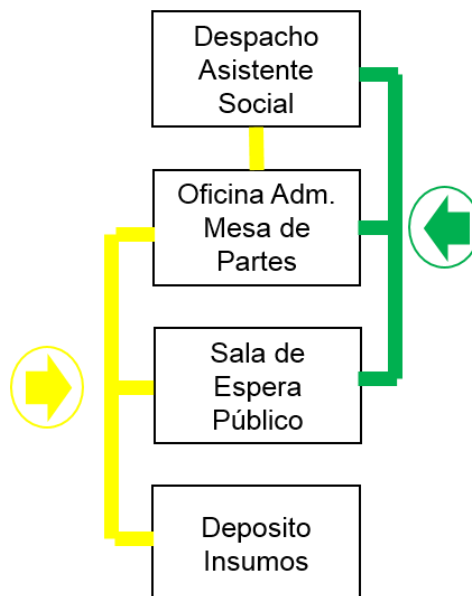 Despacho
Asistente
Social
Oficina Adm.
Mesa de
Partes
Sala de
Espera
Público
Deposito
Insumos